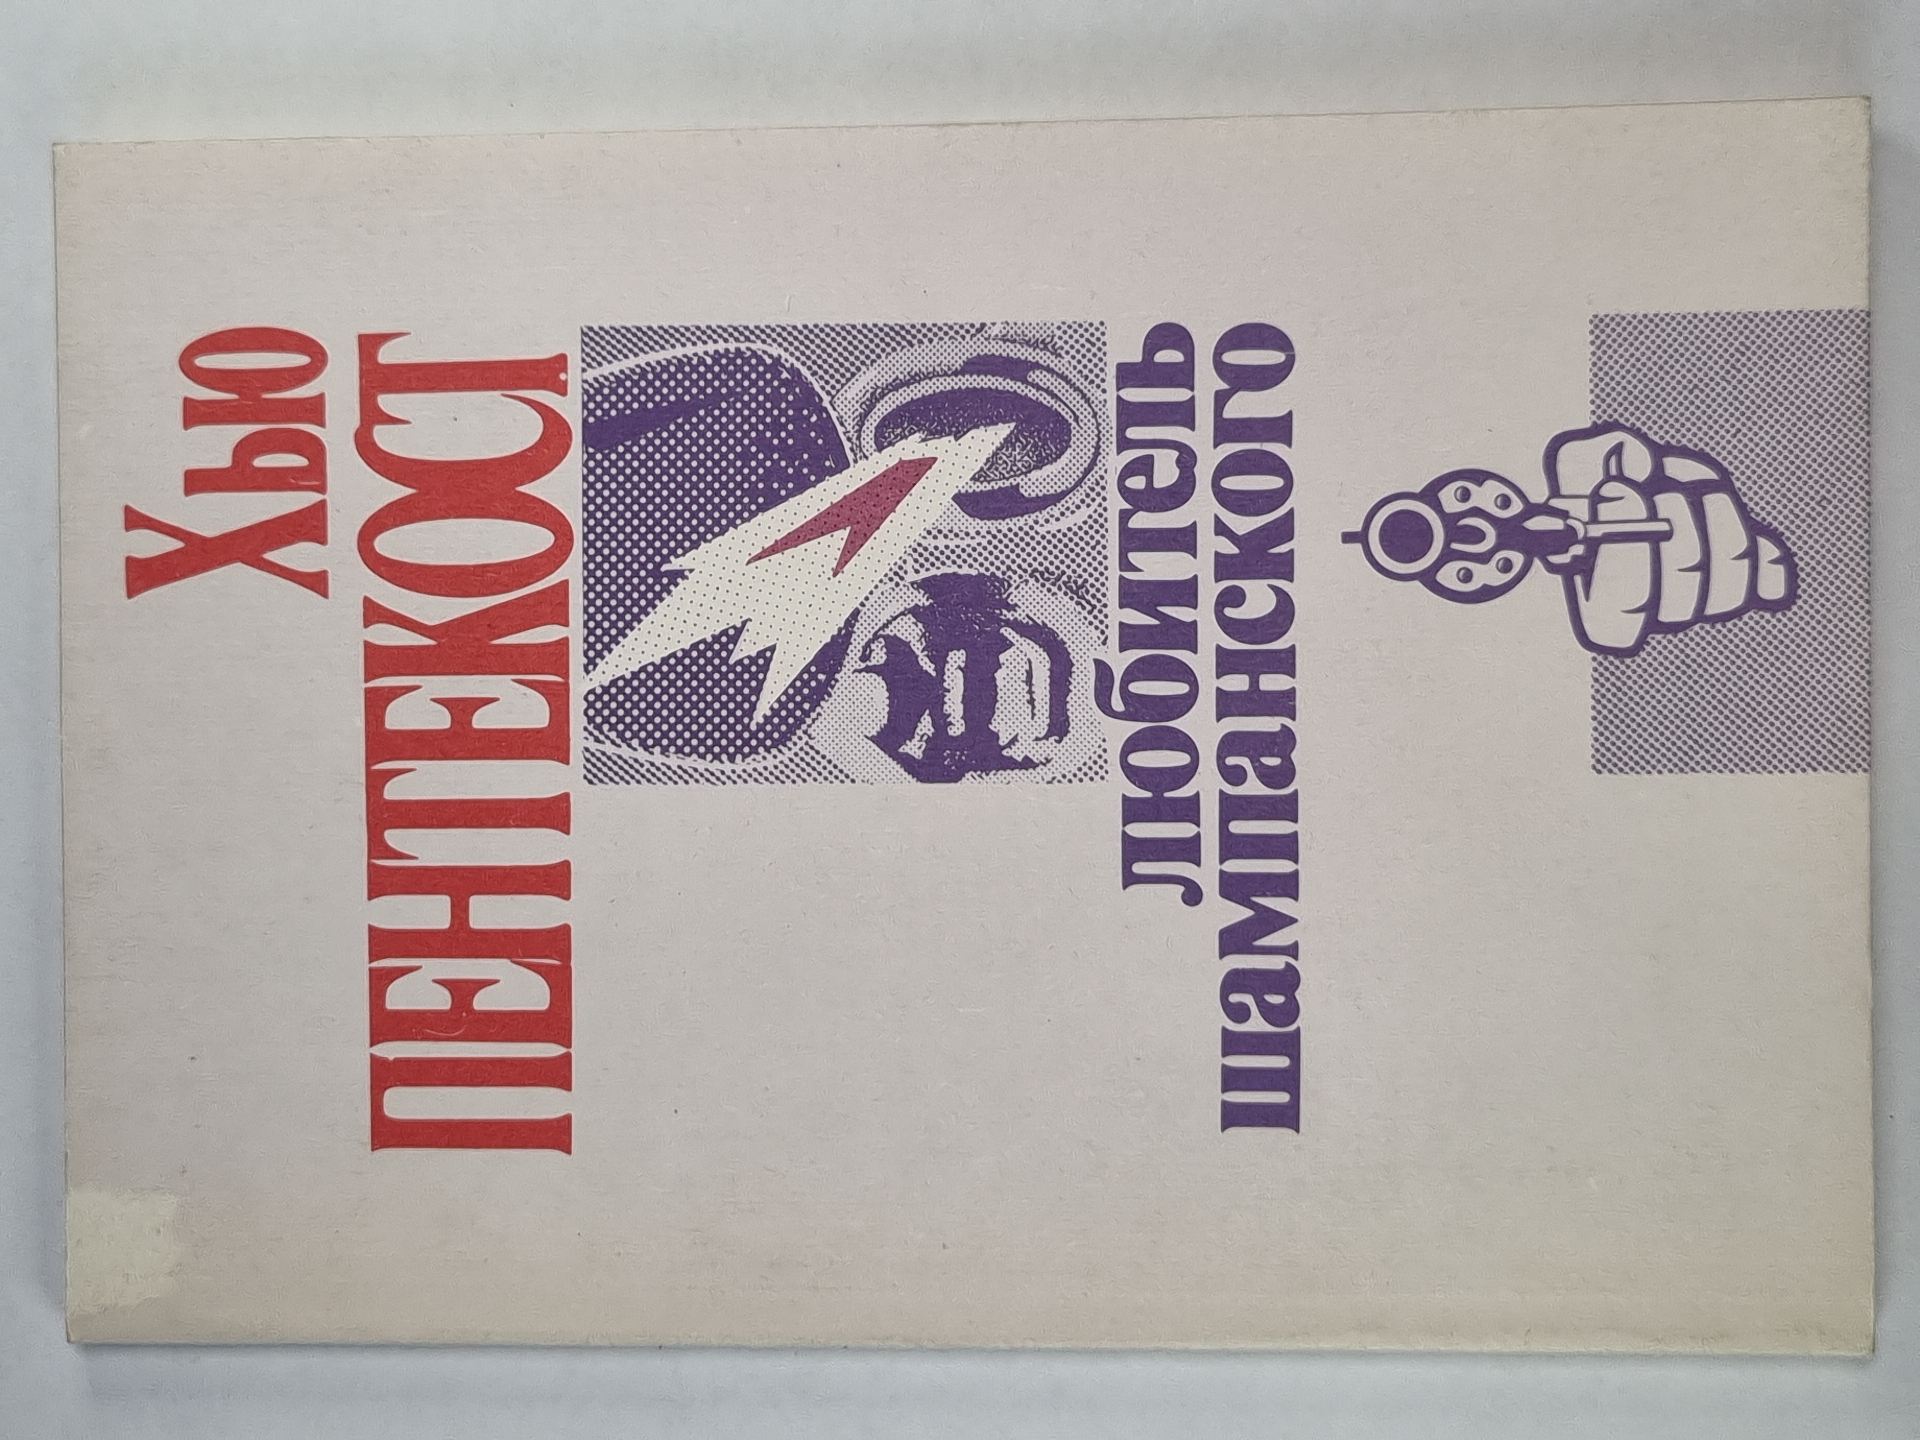 Хью
ПЕНТЕКОСТ
любитель
шампанского